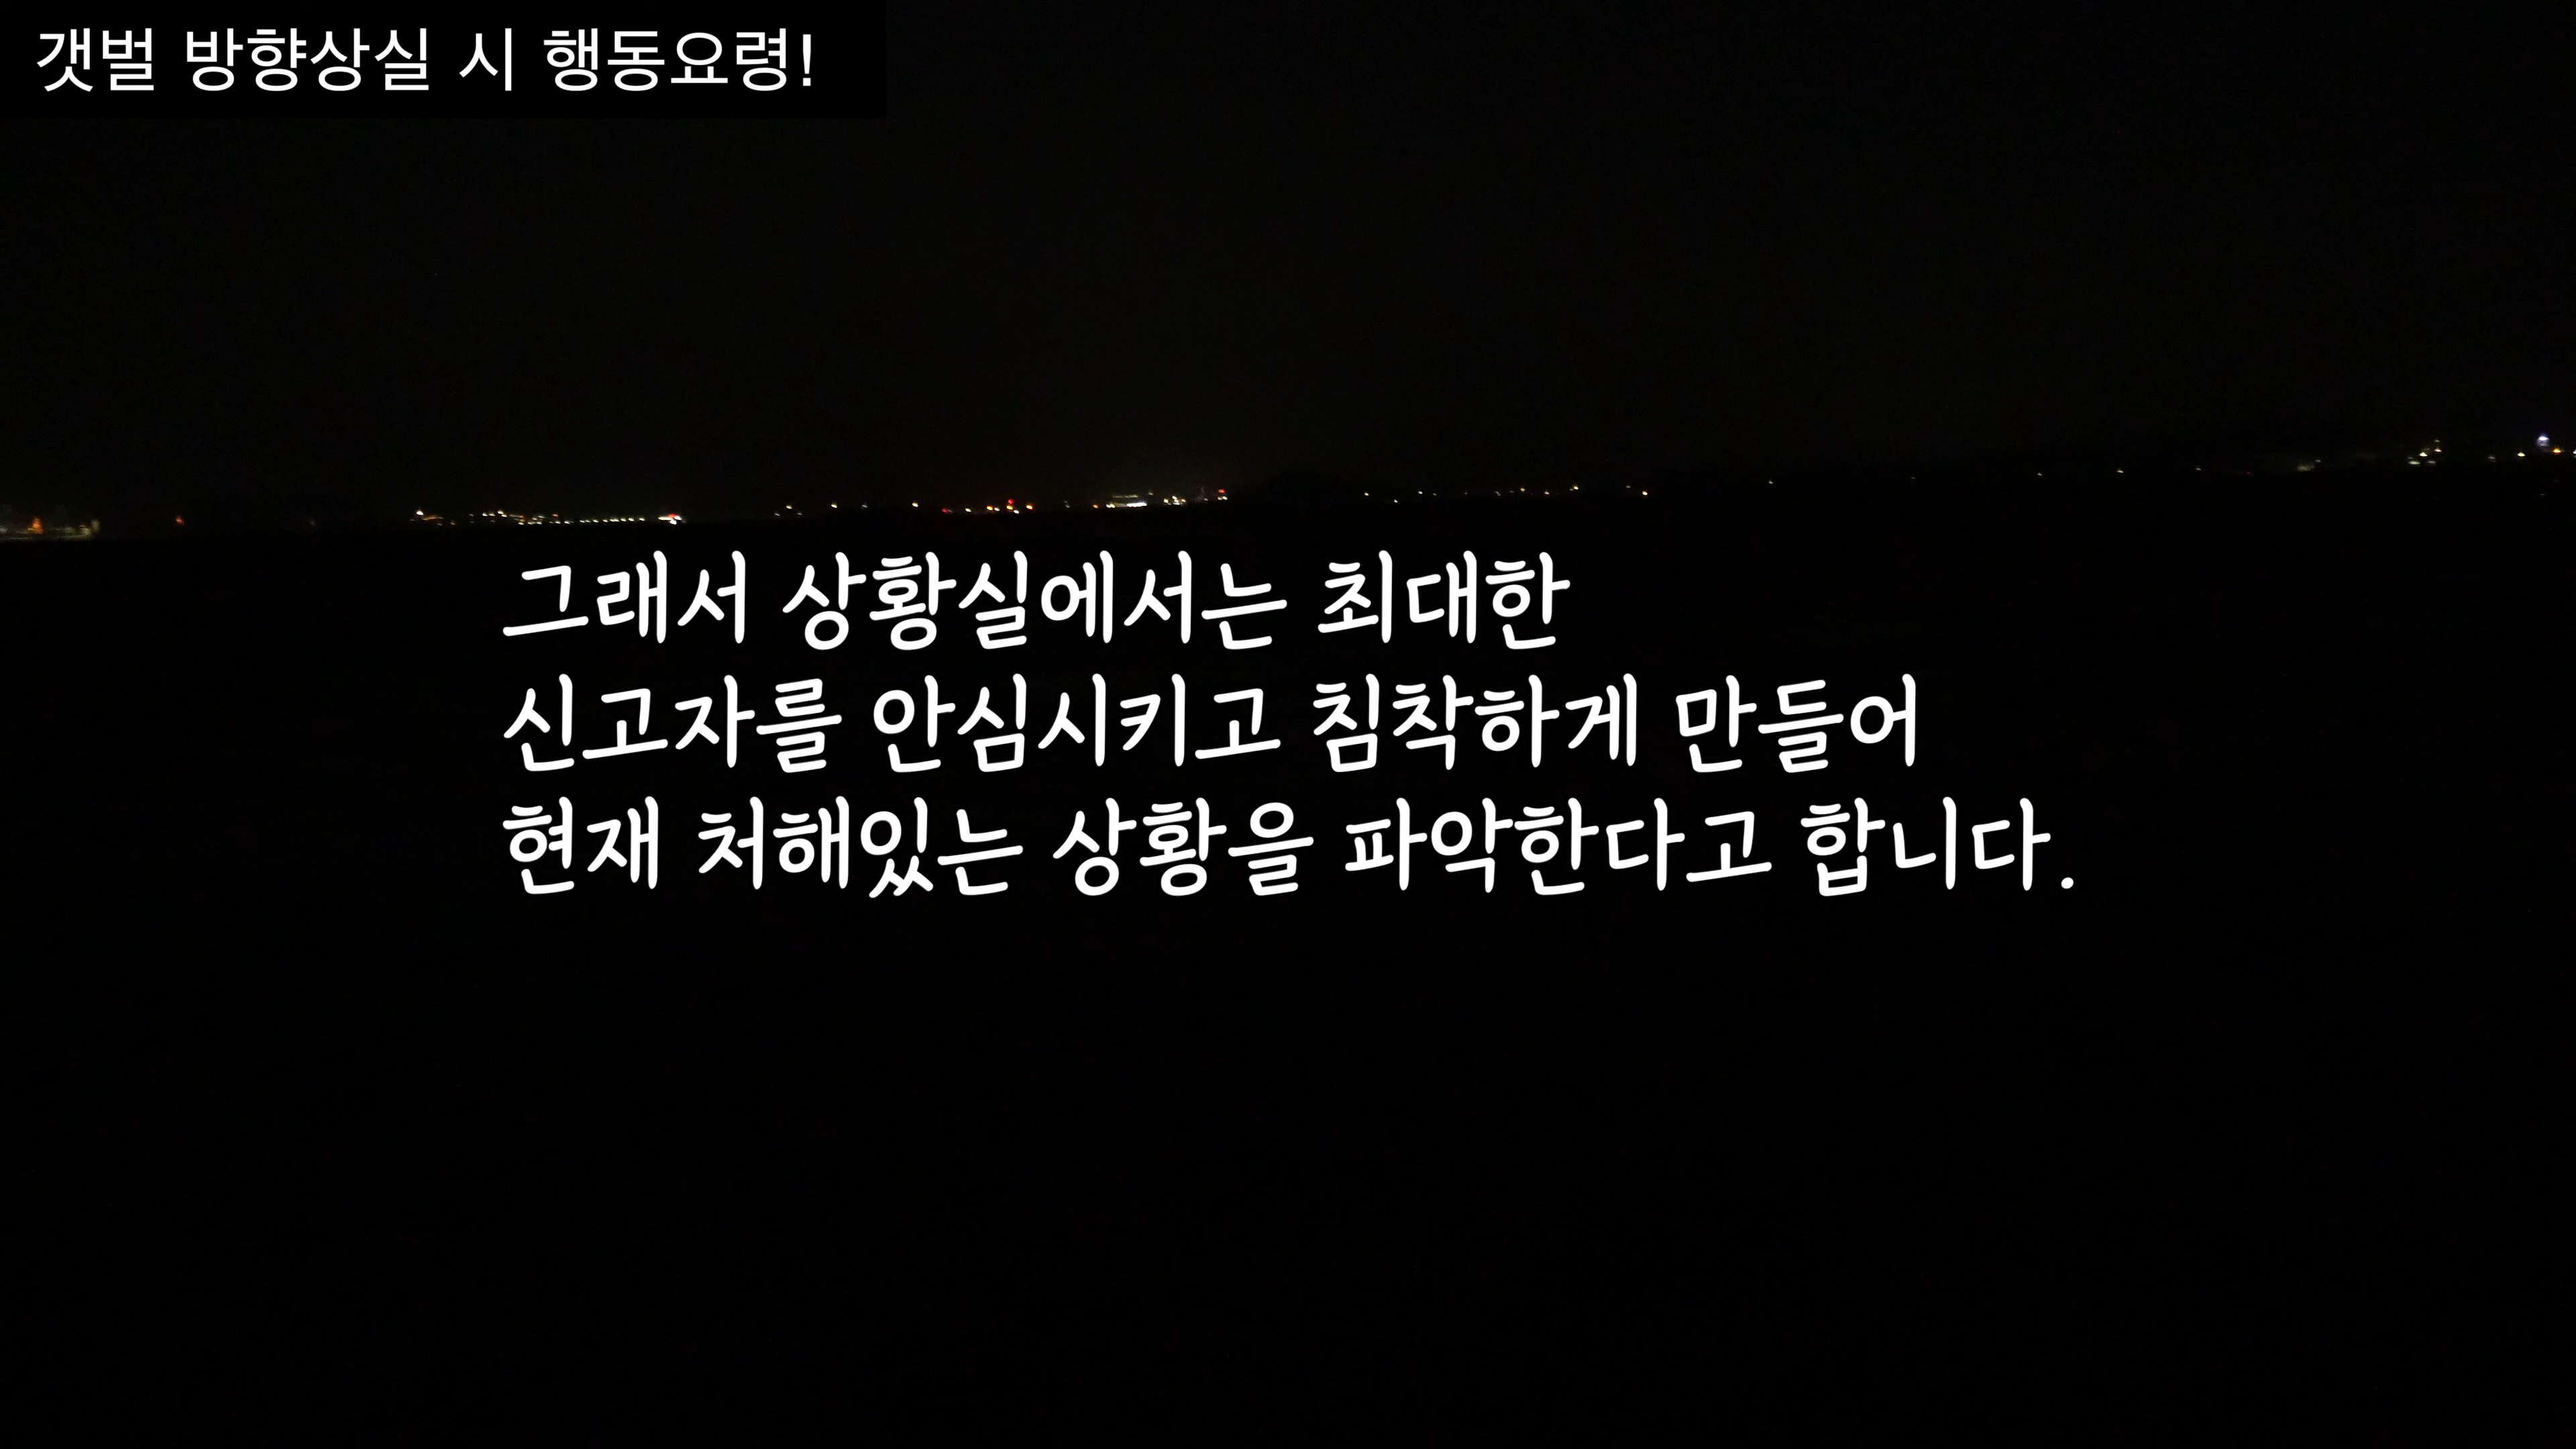 갯벌 방향상실 시 행동요령!
그래서 상황실에서는 최대한
신고자를 안심시키고 침착하게 만들어
현재 처해있는 상황을 파악한다고 합니다.